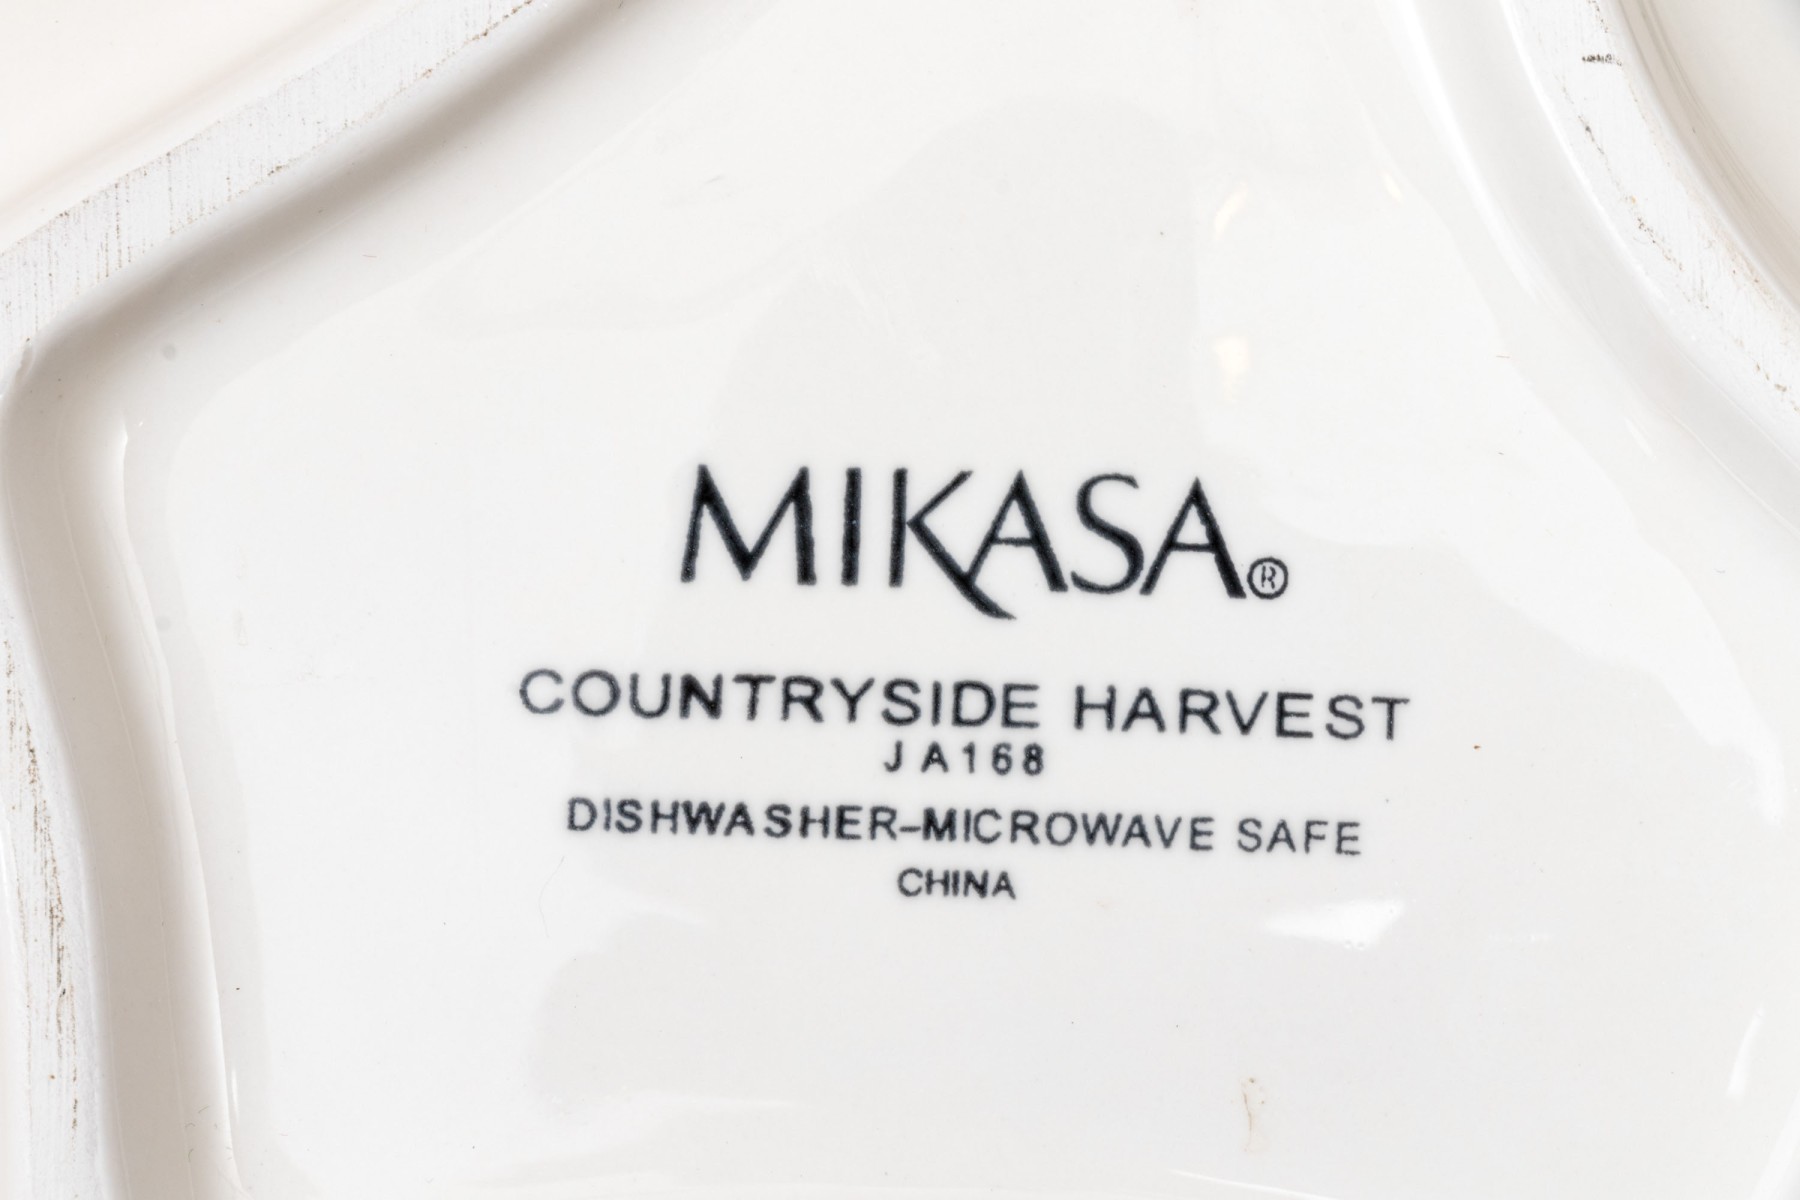 MIKASA®
COUNTRYSIDE HARVEST
JA168
DISHWASHER–MICROWAVE SAFE
CHINA